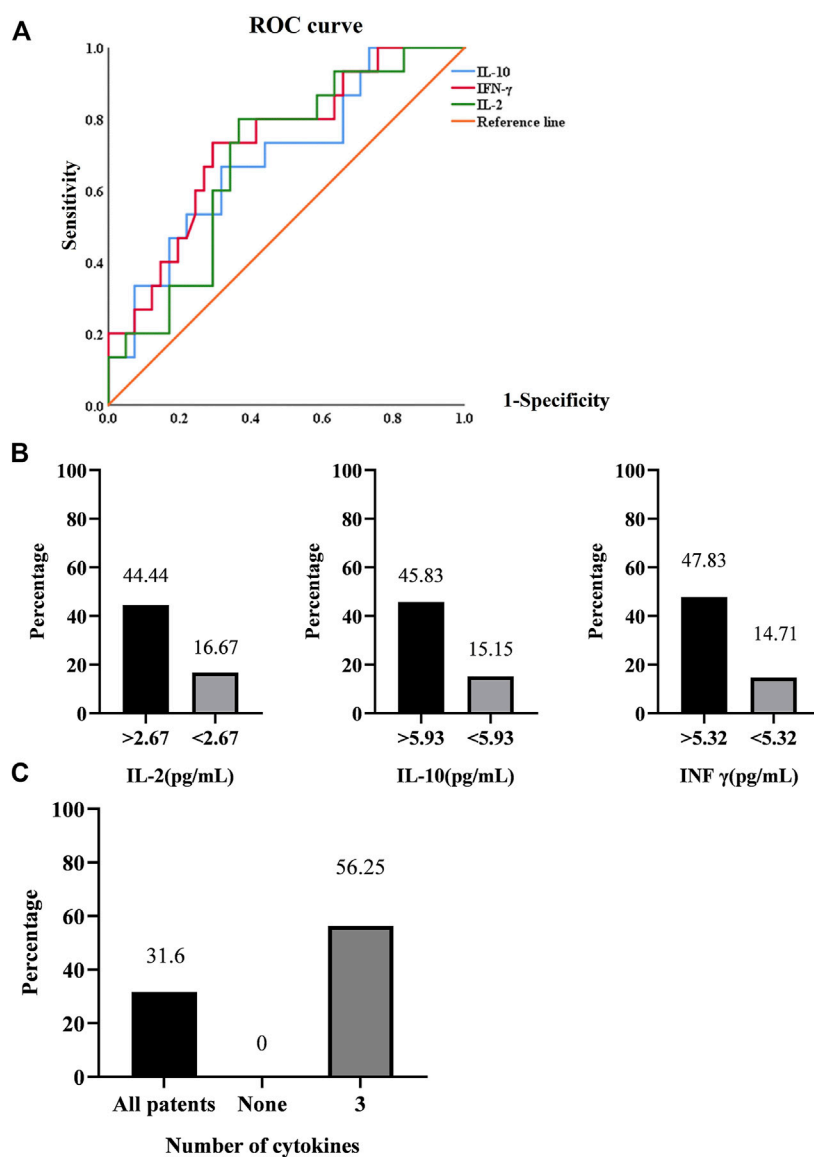 A
ROC curve
1.0
0.8
0.6
0.4
0.2
0.0
Sensitivity
IL-10
IFN-γ
IL-2
Reference line
0.0 0.2 0.4 0.6 0.8 1.0
1-Specificity
B
100
80
60
40
20
0
Percentage
44.44
16.67
>2.67 <2.67
IL-2(pg/mL)
100
80
60
40
20
0
Percentage
45.83
15.15
>5.93 <5.93
IL-10(pg/mL)
100
80
60
40
20
0
Percentage
47.83
14.71
>5.32 <5.32
INF γ(pg/mL)
C
100
80
60
40
20
0
Percentage
31.6
0
56.25
All patents None 3
Number of cytokines